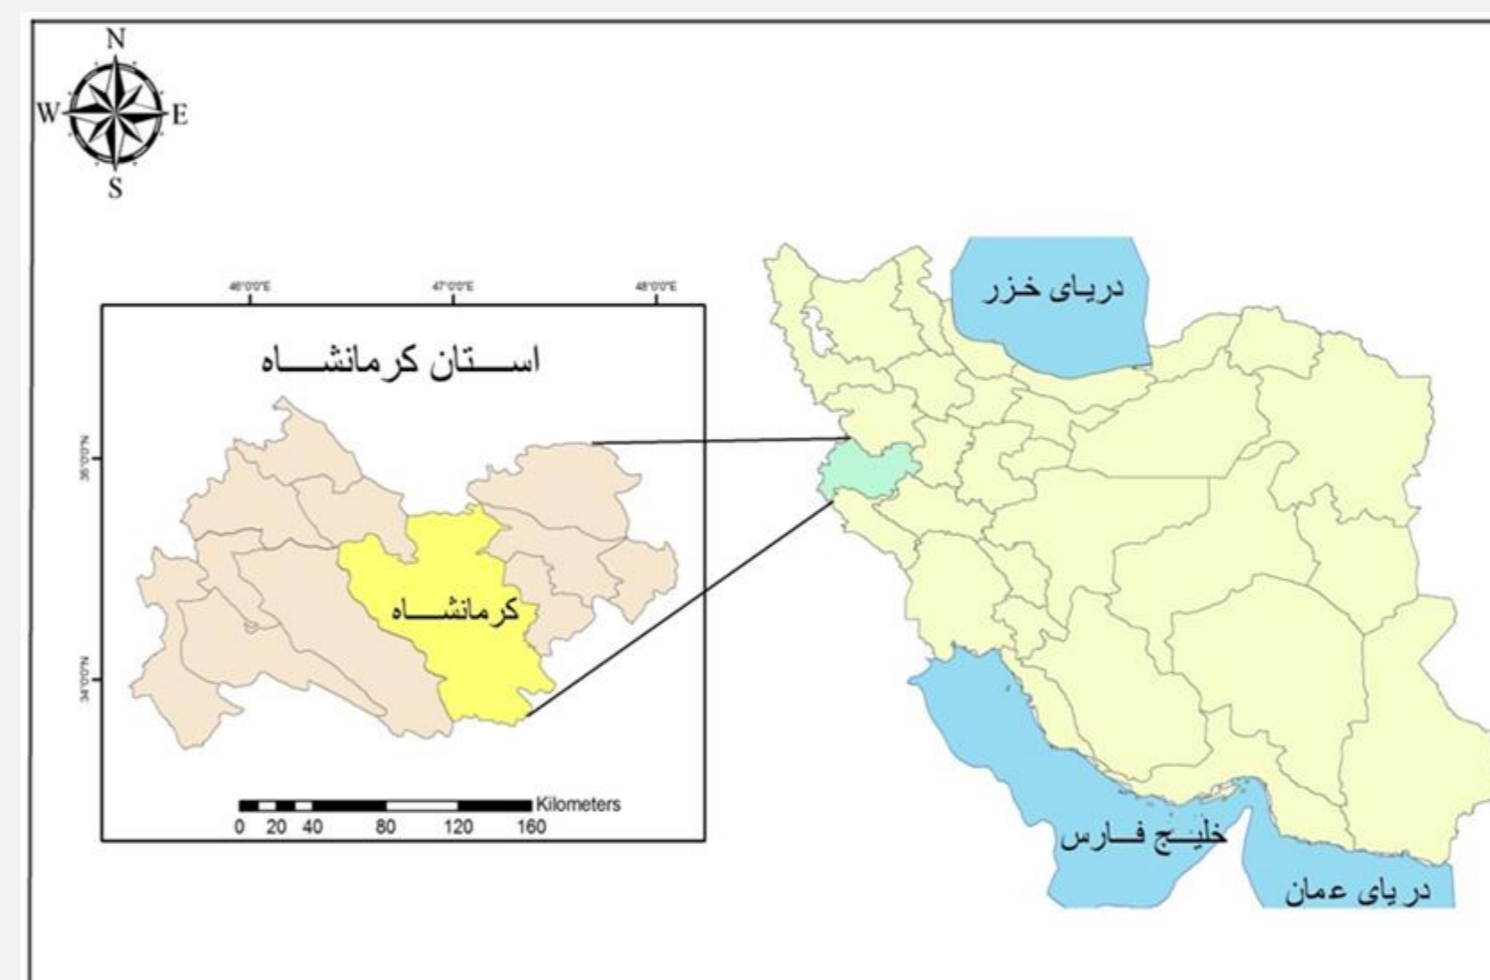 N
W E
S
دریای خزر
46°0'0"E 47°0'0"E 48°0'0"E
استان کرمانشاه
35°0'0"N
کرمانشاه
34°0'0"N
Kilometers
0 20 40 80 120 160
خلیج فارس
دریای عمان